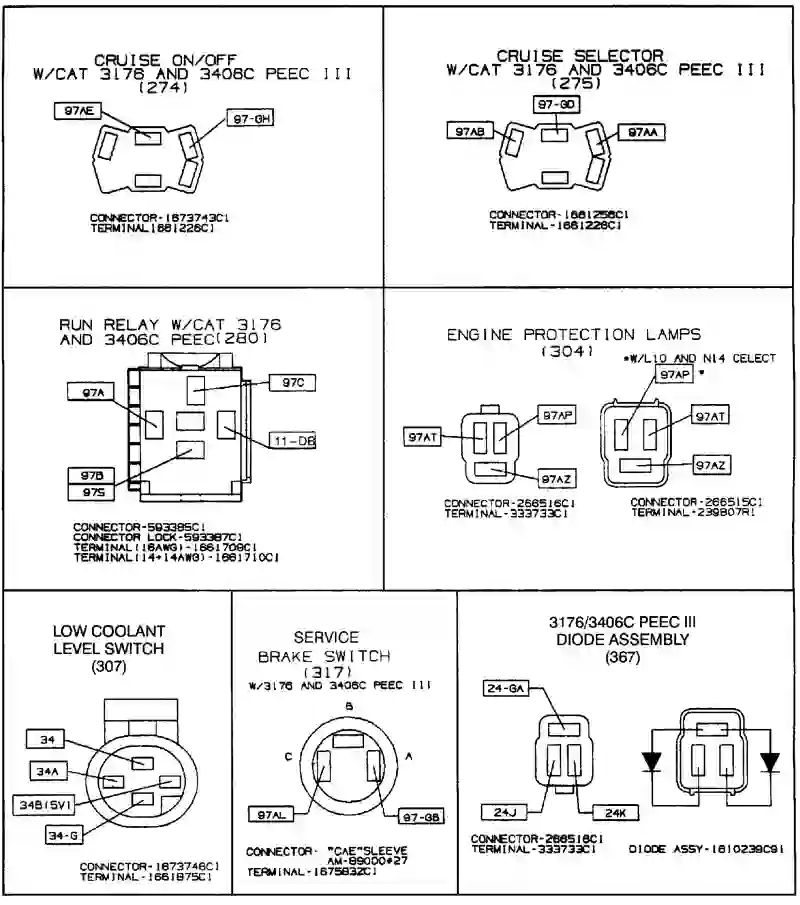 CRUISE ON/OFF
W/CAT 3176 AND 3406C PEEC III
(274)
97AE
97-GH
CONNECTOR-1673743C1
TERMINAL1661226C1
CRUISE SELECTOR
W/CAT 3176 AND 3406C PEEC III
(275)
97-GD
97AB
97AA
CONNECTOR-1661256C1
TERMINAL-1661226C1
RUN RELAY W/CAT 3176
AND 3406C PEEC(280)
97A
97C
11-DB
97B
97S
CONNECTOR-593385C1
CONNECTOR LOCK-593387C1
TERMINAL(16AWG)-1661709C1
TERMINAL(14+14AWG)-1661710C1
ENGINE PROTECTION LAMPS
(304)
*W/L10 AND N14 CELECT
97AP *
97AP
97AT
97AT
97AZ
97AZ
CONNECTOR-266516C1
TERMINAL-333733C1
CONNECTOR-266515C1
TERMINAL-239807R1
LOW COOLANT
LEVEL SWITCH
(307)
34
34A
34B(5V)
34-G
CONNECTOR-1673746C1
TERMINAL-1661875C1
SERVICE
BRAKE SWITCH
(317)
W/3176 AND 3406C PEEC III
B
C
A
97AL
97-GB
CONNECTOR- "CAE"SLEEVE
AM-99000#27
TERMINAL-1675832C1
3176/3406C PEEC III
DIODE ASSEMBLY
(367)
24-GA
24J
24K
CONNECTOR-266516C1
TERMINAL-333733C1
DIODE ASSY-1610239C91